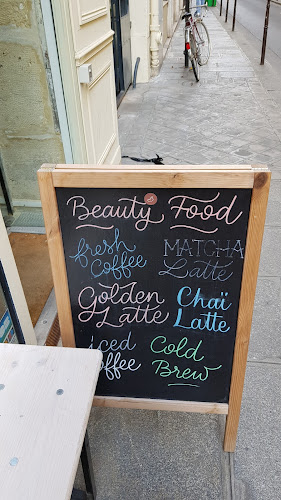 Beauty Food
fresh
coffee
MATCHA
Latte
Golden
Latte
Chaï
Latte
iced
coffee
Cold
Brew